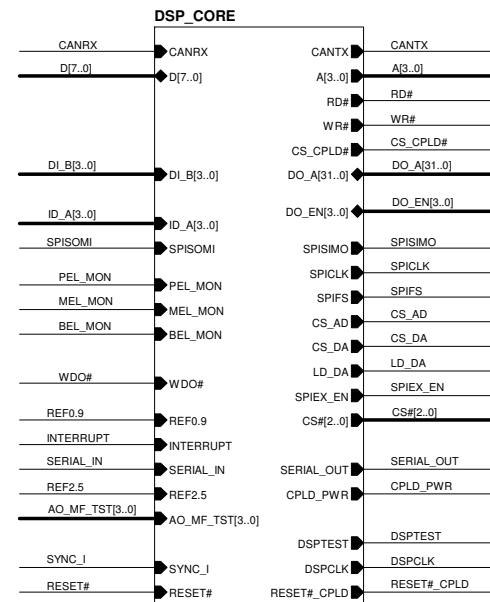 DSP_CORE
CANRX CANRX CANTX CANTX
D[7..0] D[7..0] A[3..0] A[3..0]
RD# RD#
WR# WR#
CS_CPLD# CS_CPLD#
DI_B[3..0] DI_B[3..0] DO_A[31..0] DO_A[31..0]
ID_A[3..0] ID_A[3..0] DO_EN[3..0] DO_EN[3..0]
SPISOMI SPISOMI SPISIMO SPISIMO
SPICLK SPICLK
PEL_MON PEL_MON SPIFS SPIFS
MEL_MON MEL_MON CS_AD CS_AD
BEL_MON BEL_MON CS_DA CS_DA
LD_DA LD_DA
WDO# WDO# SPIEX_EN SPIEX_EN
REF0.9 REF0.9 CS#[2..0] CS#[2..0]
INTERRUPT INTERRUPT
SERIAL_IN SERIAL_IN SERIAL_OUT SERIAL_OUT
REF2.5 REF2.5 CPLD_PWR CPLD_PWR
AO_MF_TST[3..0] AO_MF_TST[3..0]
DSPTEST DSPTEST
SYNC_I SYNC_I DSPCLK DSPCLK
RESET# RESET# RESET#_CPLD RESET#_CPLD